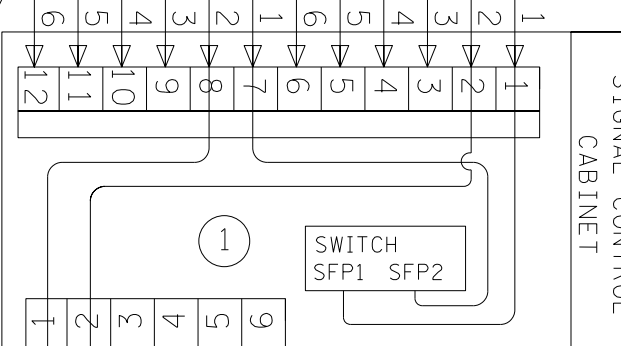 6 5 4 3 2 1 6 5 4 3 2 1
12 11 10 9 8 7 6 5 4 3 2 1
SIGNAL CONTROL
CABINET
1
SWITCH
SFP1 SFP2
1 2 3 4 5 6